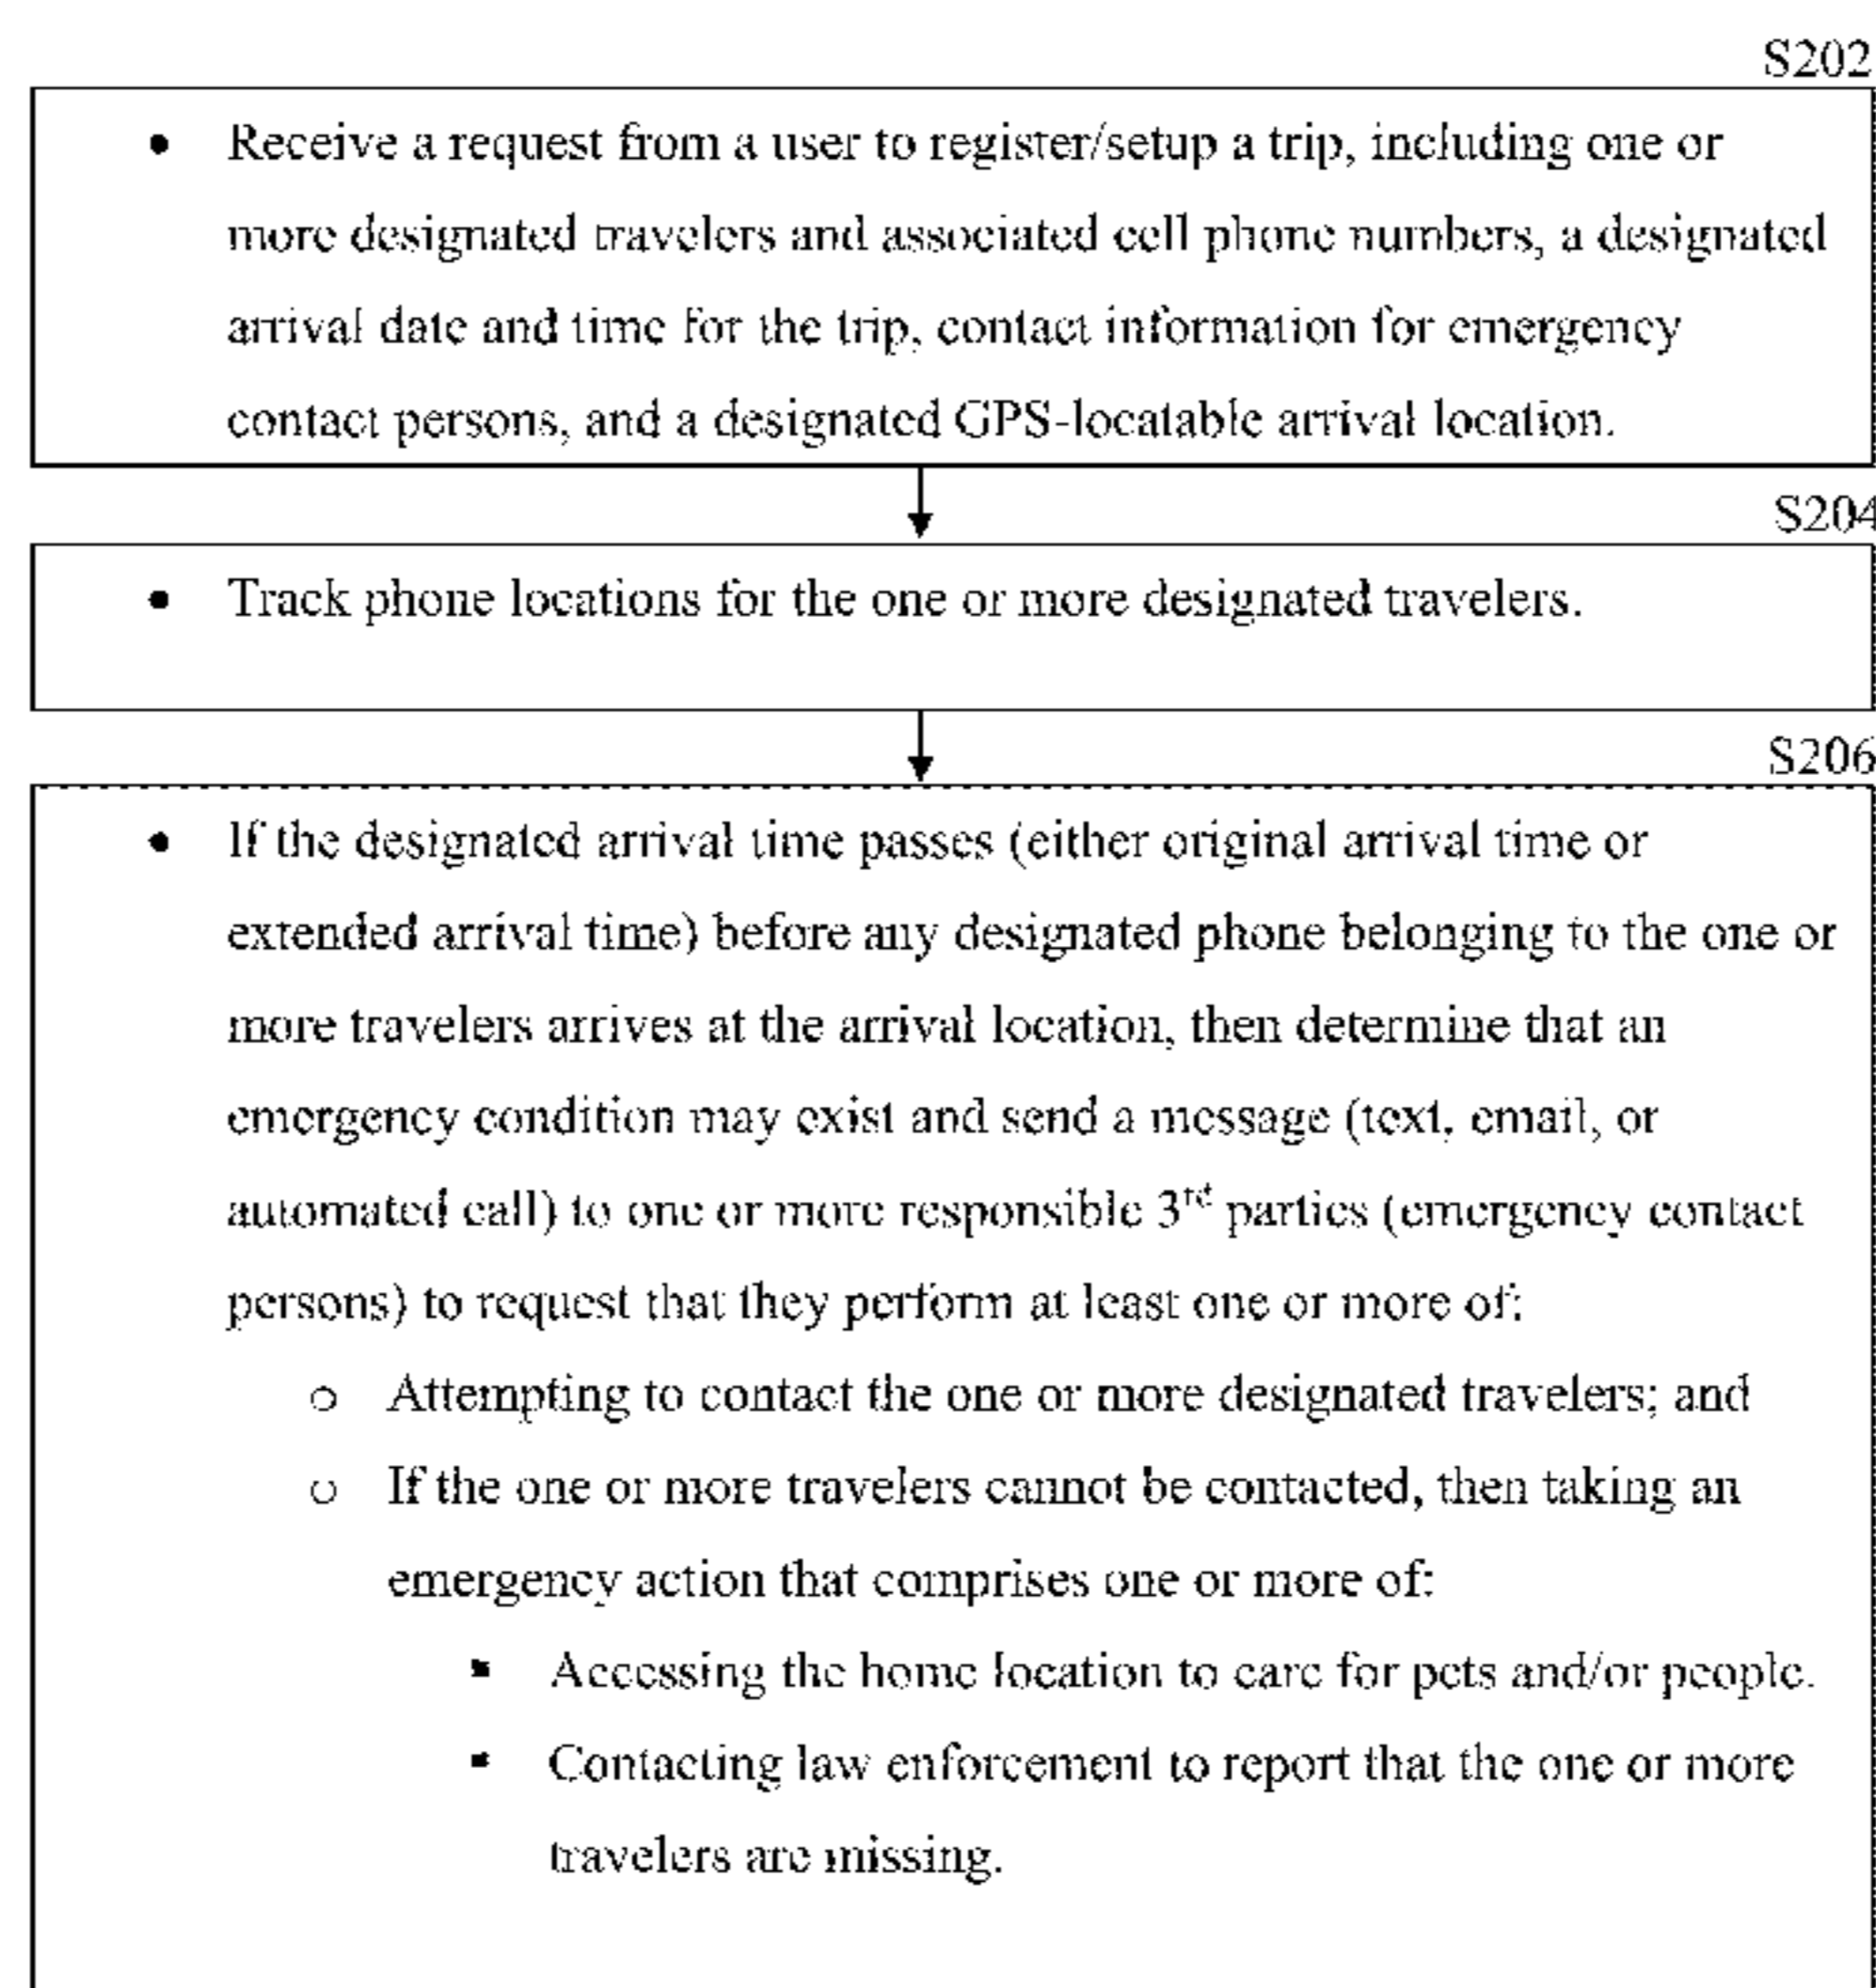 S202
• Receive a request from a user to register/setup a trip, including one or
more designated travelers and associated cell phone numbers, a designated
arrival date and time for the trip, contact information for emergency
contact persons, and a designated GPS-locatable arrival location.
S204
• Track phone locations for the one or more designated travelers.
S206
• If the designated arrival time passes (either original arrival time or
extended arrival time) before any designated phone belonging to the one or
more travelers arrives at the arrival location, then determine that an
emergency condition may exist and send a message (text, email, or
automated call) to one or more responsible 3rd parties (emergency contact
persons) to request that they perform at least one or more of:
o Attempting to contact the one or more designated travelers; and
o If the one or more travelers cannot be contacted, then taking an
emergency action that comprises one or more of:
▪ Accessing the home location to care for pets and/or people.
▪ Contacting law enforcement to report that the one or more
travelers are missing.